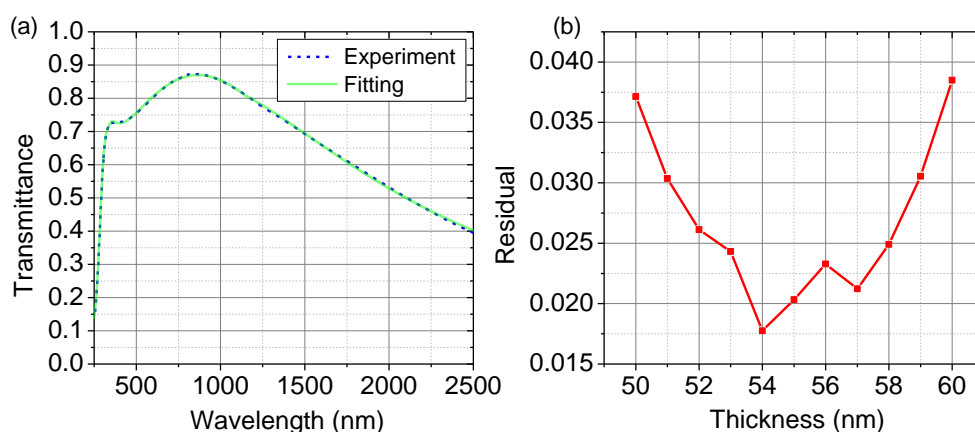 (a)
1.0
0.9
0.8
0.7
0.6
0.5
0.4
0.3
0.2
0.1
0.0
Transmittance
Experiment
Fitting
500 1000 1500 2000 2500
Wavelength (nm)
(b)
0.040
0.035
0.030
0.025
0.020
0.015
Residual
50 52 54 56 58 60
Thickness (nm)